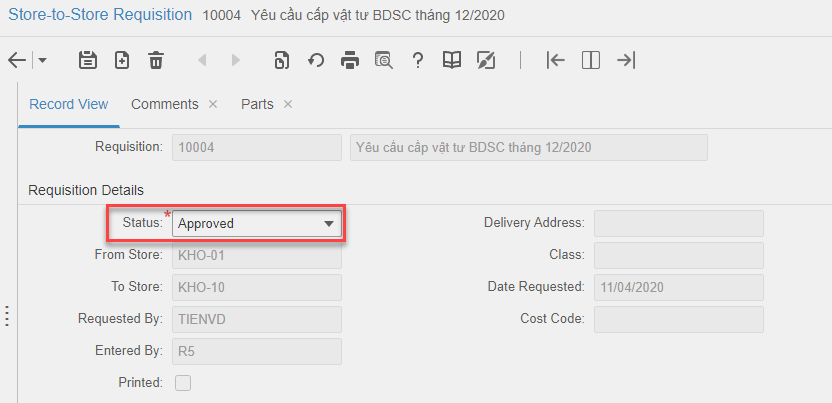 Store-to-Store Requisition 10004 Yêu cầu cấp vật tư BDSC tháng 12/2020
Record View Comments × Parts ×
Requisition: 10004 Yêu cầu cấp vật tư BDSC tháng 12/2020
Requisition Details
Status: * Approved Delivery Address:
From Store: KHO-01 Class:
To Store: KHO-10 Date Requested: 11/04/2020
Requested By: TIENVD Cost Code:
Entered By: R5
Printed: